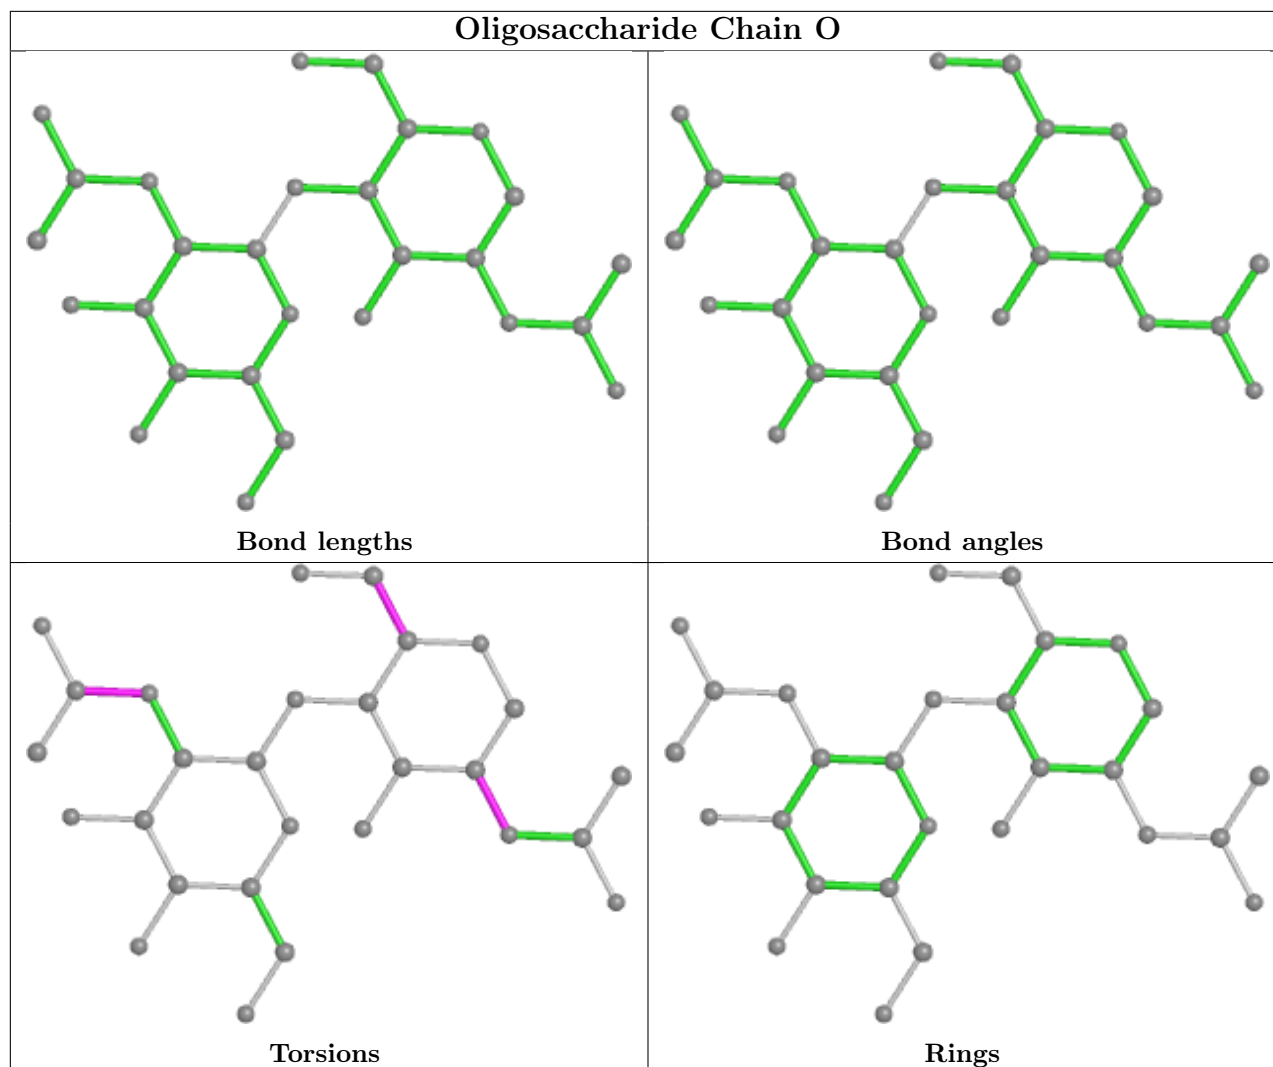 Oligosaccharide Chain O
Bond lengths
Bond angles
Torsions
Rings